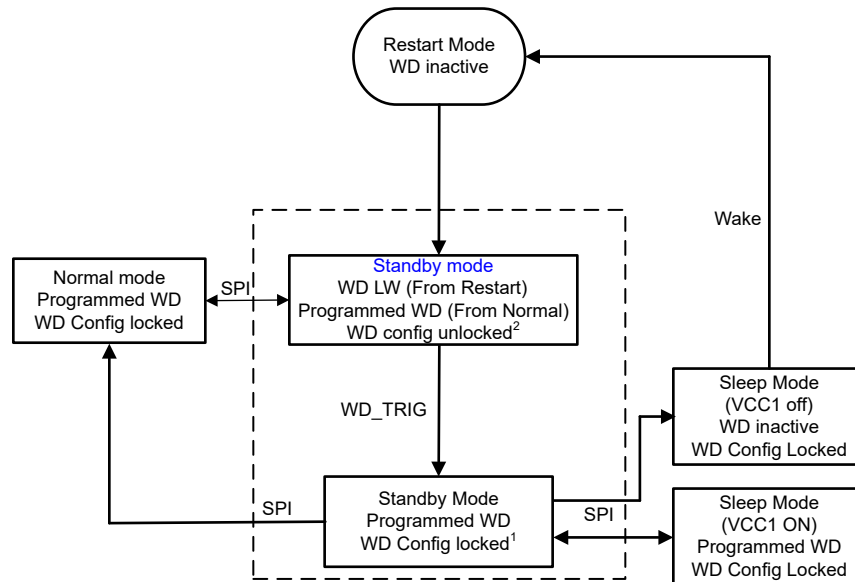 Restart Mode
WD inactive
Wake
Standby mode
WD LW (From Restart)
Programmed WD (From Normal)
WD config unlocked²
Normal mode
Programmed WD
WD Config locked
SPI
WD_TRIG
Sleep Mode
(VCC1 off)
WD inactive
WD Config Locked
Standby Mode
Programmed WD
WD Config locked¹
SPI
SPI
Sleep Mode
(VCC1 ON)
Programmed WD
WD Config Locked